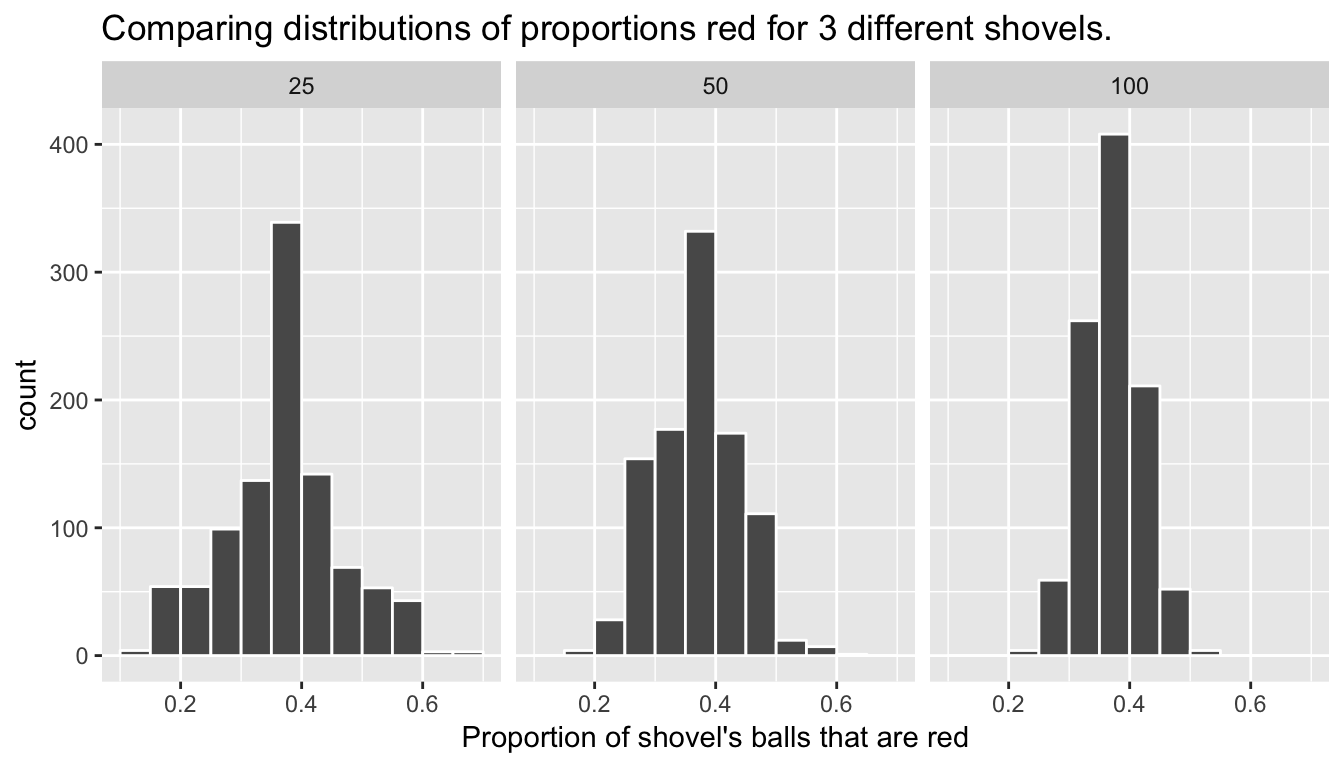 Comparing distributions of proportions red for 3 different shovels.
25 50 100
400
300
200
100
0
count
0.2 0.4 0.6 0.2 0.4 0.6 0.2 0.4 0.6
Proportion of shovel's balls that are red